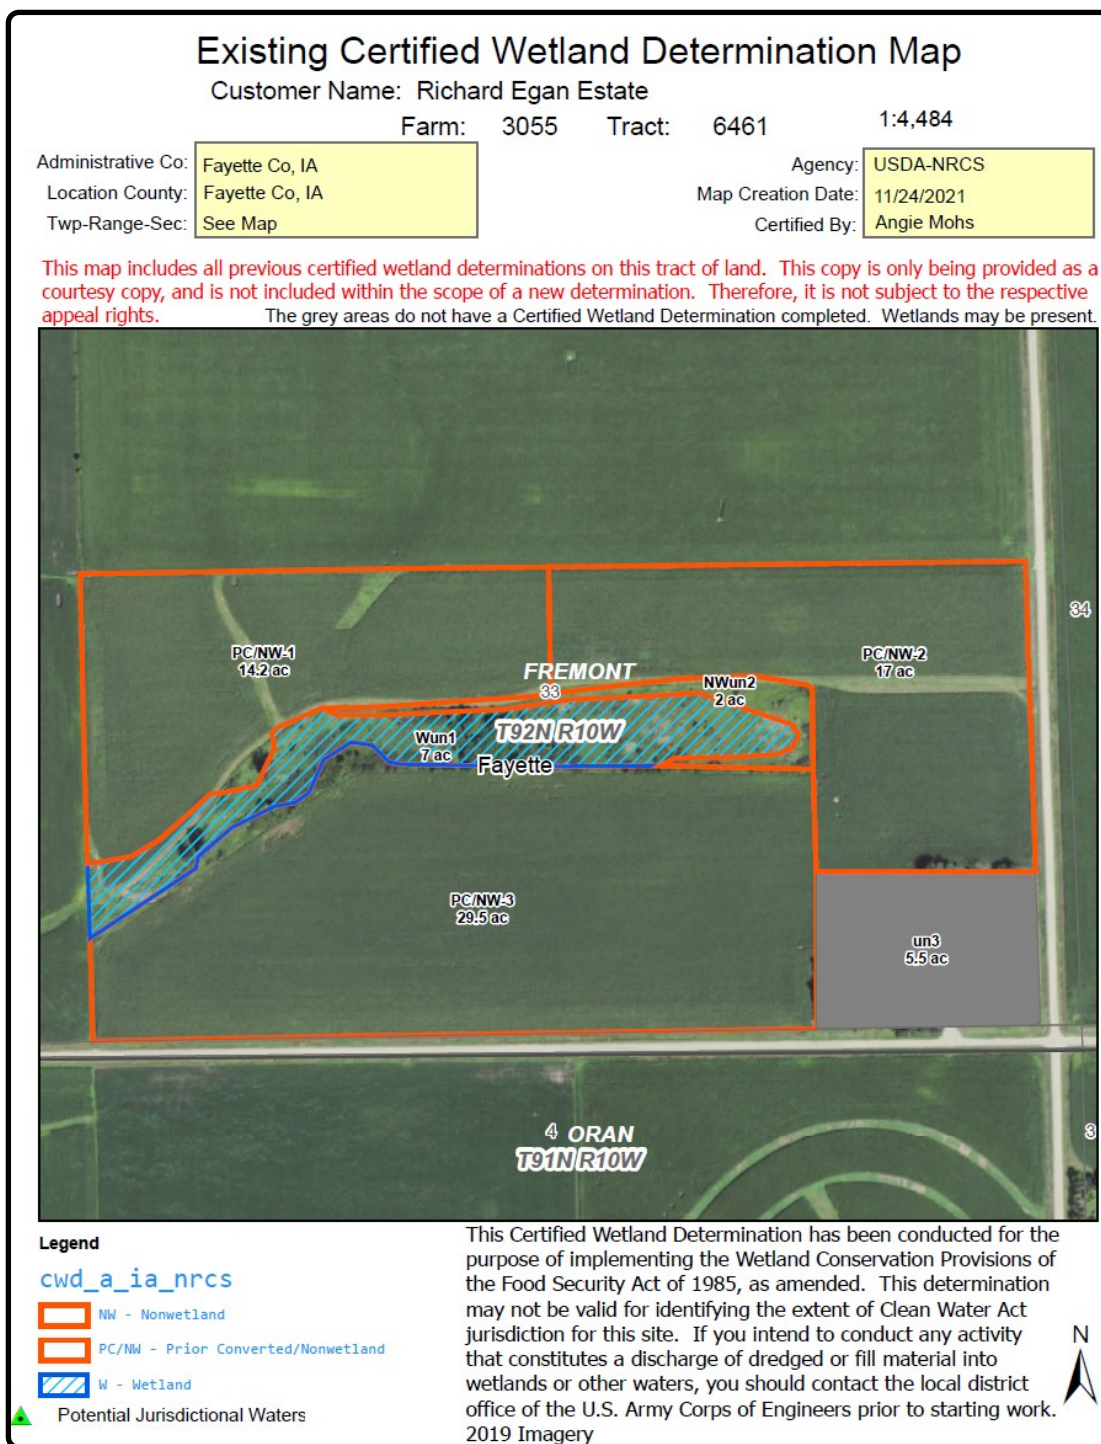 Existing Certified Wetland Determination Map
Customer Name: Richard Egan Estate
Farm: 3055 Tract: 6461 1:4,484
Administrative Co: Fayette Co, IA
Location County: Fayette Co, IA
Twp-Range-Sec: See Map
Agency: USDA-NRCS
Map Creation Date: 11/24/2021
Certified By: Angie Mohs
This map includes all previous certified wetland determinations on this tract of land. This copy is only being provided as a
courtesy copy, and is not included within the scope of a new determination. Therefore, it is not subject to the respective
appeal rights. The grey areas do not have a Certified Wetland Determination completed. Wetlands may be present.
34
PC/NW-1
14.2 ac
PC/NW-2
17 ac
FREMONT
33
NWun2
2 ac
T92N R10W
Wun1
7 ac
Fayette
PC/NW-3
29.5 ac
un3
5.5 ac
4 ORAN
T91N R10W
3
Legend
cwd_a_ia_nrcs
NW - Nonwetland
PC/NW - Prior Converted/Nonwetland
W - Wetland
Potential Jurisdictional Waters
This Certified Wetland Determination has been conducted for the
purpose of implementing the Wetland Conservation Provisions of
the Food Security Act of 1985, as amended. This determination
may not be valid for identifying the extent of Clean Water Act
jurisdiction for this site. If you intend to conduct any activity
that constitutes a discharge of dredged or fill material into
wetlands or other waters, you should contact the local district
office of the U.S. Army Corps of Engineers prior to starting work.
2019 Imagery
N